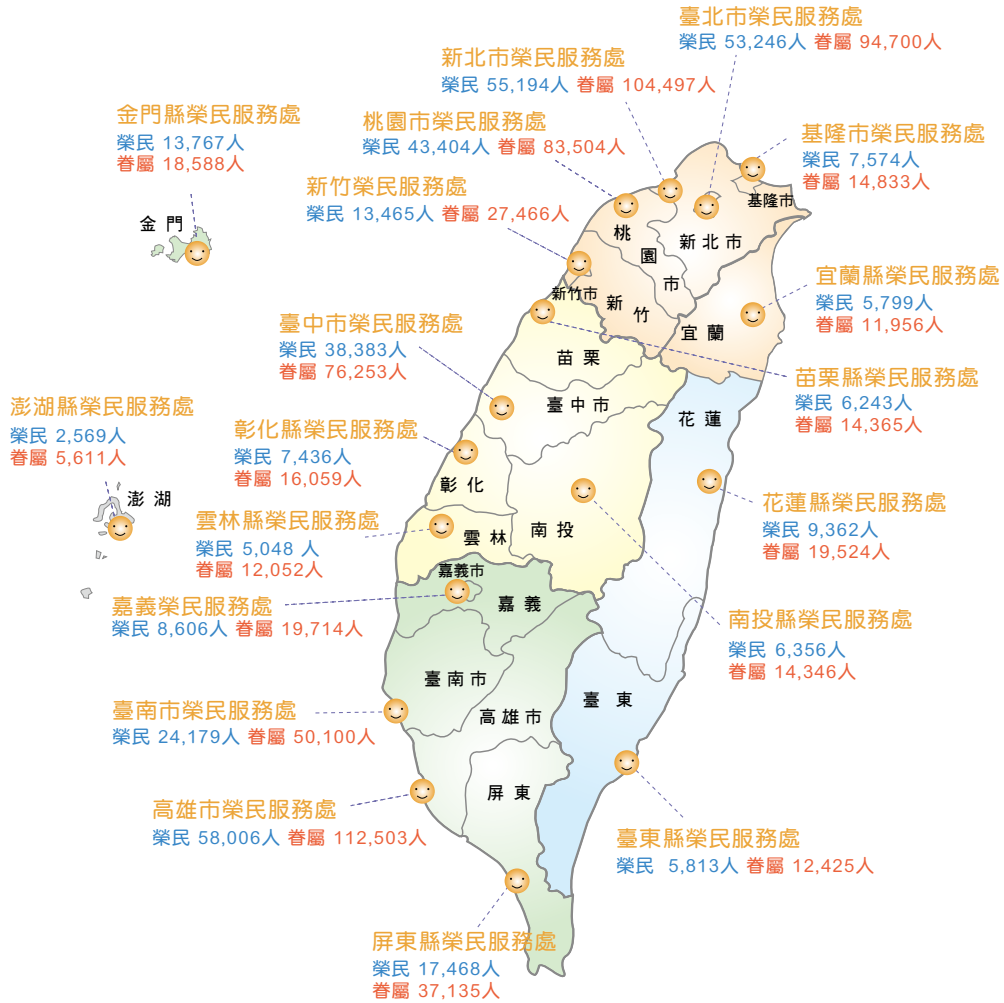 臺北市榮民服務處
榮民 53,246人 眷屬 94,700人
新北市榮民服務處
榮民 55,194人 眷屬 104,497人
金門縣榮民服務處
榮民 13,767人
眷屬 18,588人
桃園市榮民服務處
榮民 43,404人 眷屬 83,504人
基隆市榮民服務處
榮民 7,574人
眷屬 14,833人
新竹榮民服務處
榮民 13,465人 眷屬 27,466人
金門
基隆市
桃園市
新北市
宜蘭縣榮民服務處
榮民 5,799人
眷屬 11,956人
新竹市
新竹
宜蘭
臺中市榮民服務處
榮民 38,383人
眷屬 76,253人
苗栗
苗栗縣榮民服務處
榮民 6,243人
眷屬 14,365人
澎湖縣榮民服務處
榮民 2,569人
眷屬 5,611人
臺中市
花蓮
彰化縣榮民服務處
榮民 7,436人
眷屬 16,059人
彰化
澎湖
花蓮縣榮民服務處
榮民 9,362人
眷屬 19,524人
雲林縣榮民服務處
榮民 5,048 人
眷屬 12,052人
雲林
南投
嘉義市
嘉義榮民服務處
榮民 8,606人 眷屬 19,714人
嘉義
南投縣榮民服務處
榮民 6,356人
眷屬 14,346人
臺南市
臺東
臺南市榮民服務處
榮民 24,179人 眷屬 50,100人
高雄市
屏東
高雄市榮民服務處
榮民 58,006人 眷屬 112,503人
臺東縣榮民服務處
榮民 5,813人 眷屬 12,425人
屏東縣榮民服務處
榮民 17,468人
眷屬 37,135人